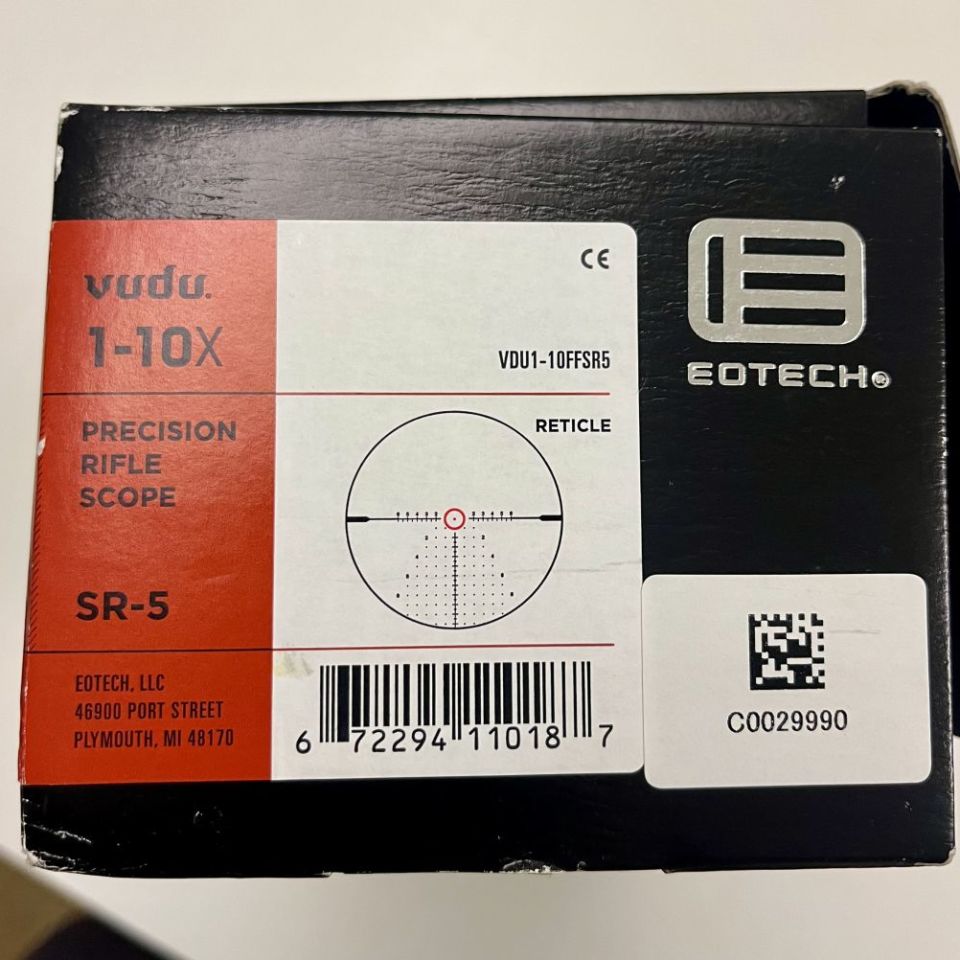 vudu.
1-10X
PRECISION
RIFLE
SCOPE
SR-5
EOTECH, LLC
46900 PORT STREET
PLYMOUTH, MI 48170
CE
VDU1-10FFSR5
RETICLE
6 72294 11018 7
EOTECH
C0029990